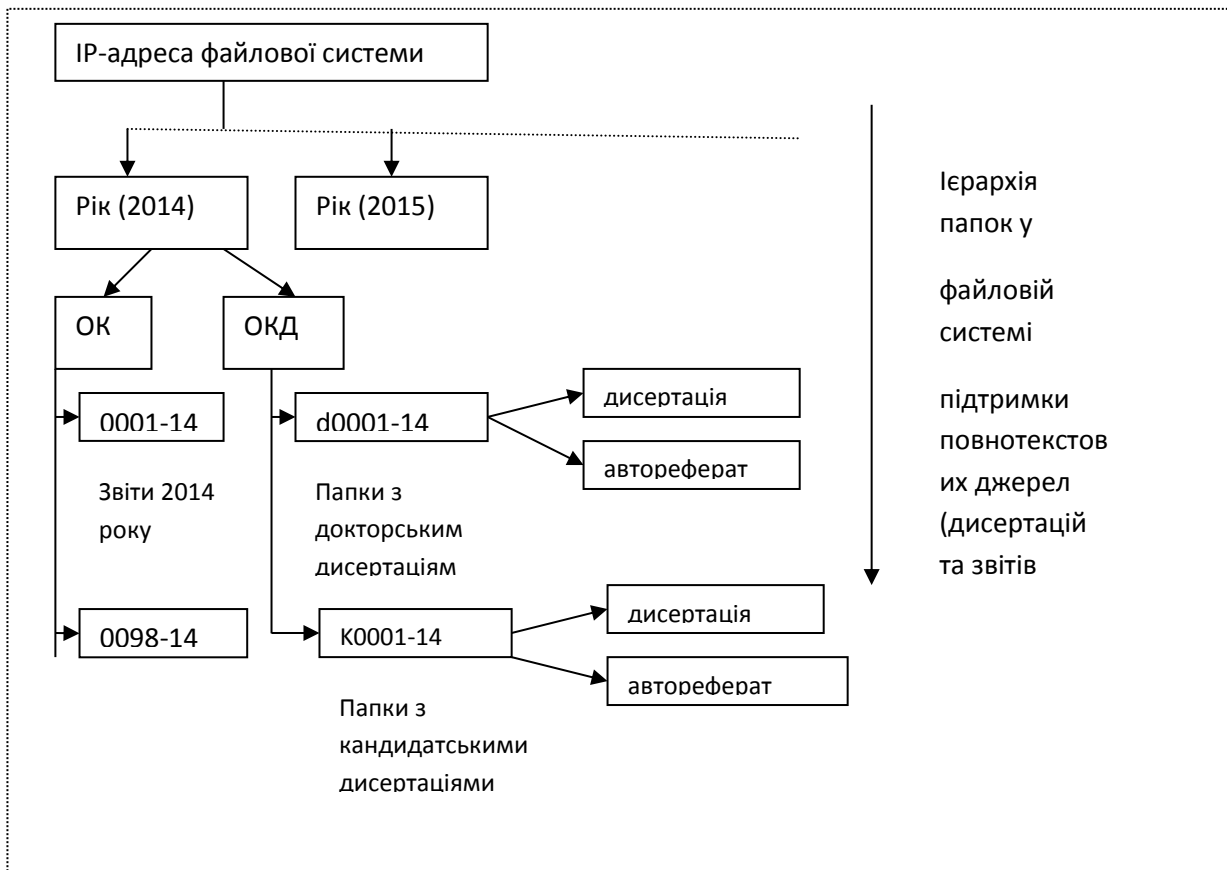 ІР-адреса файлової системи
Рік (2014)
Рік (2015)
ОК
ОКД
0001-14
d0001-14
дисертація
автореферат
Звіти 2014
року
Папки з
докторським
дисертаціям
0098-14
К0001-14
дисертація
автореферат
Папки з
кандидатськими
дисертаціями
Ієрархія
папок у
файловій
системі
підтримки
повнотекстов
их джерел
(дисертацій
та звітів